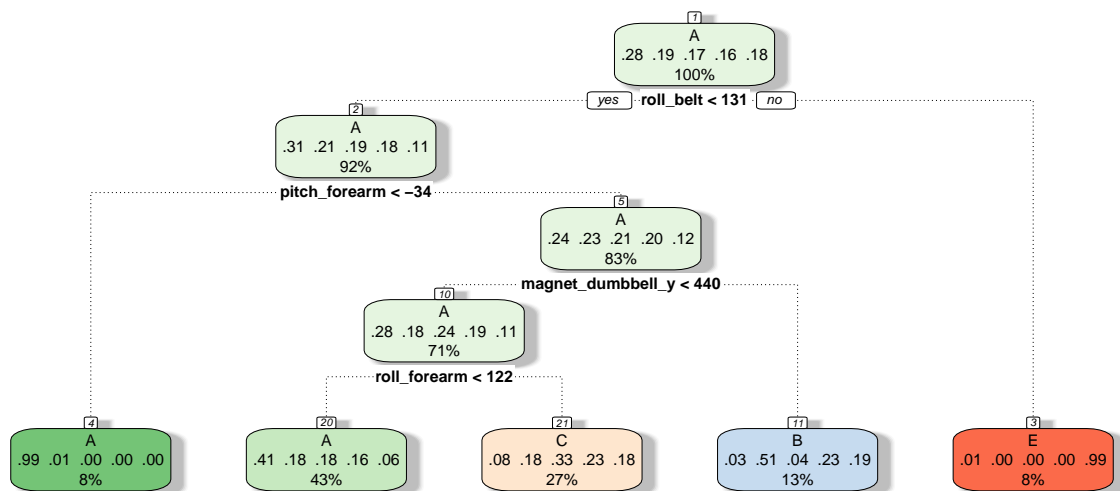 1
A
.28 .19 .17 .16 .18
100%
yes roll_belt < 131 no
2
A
.31 .21 .19 .18 .11
92%
pitch_forearm < −34
5
A
.24 .23 .21 .20 .12
83%
magnet_dumbbell_y < 440
10
A
.28 .18 .24 .19 .11
71%
roll_forearm < 122
4
A
.99 .01 .00 .00 .00
8%
20
A
.41 .18 .18 .16 .06
43%
21
C
.08 .18 .33 .23 .18
27%
11
B
.03 .51 .04 .23 .19
13%
3
E
.01 .00 .00 .00 .99
8%